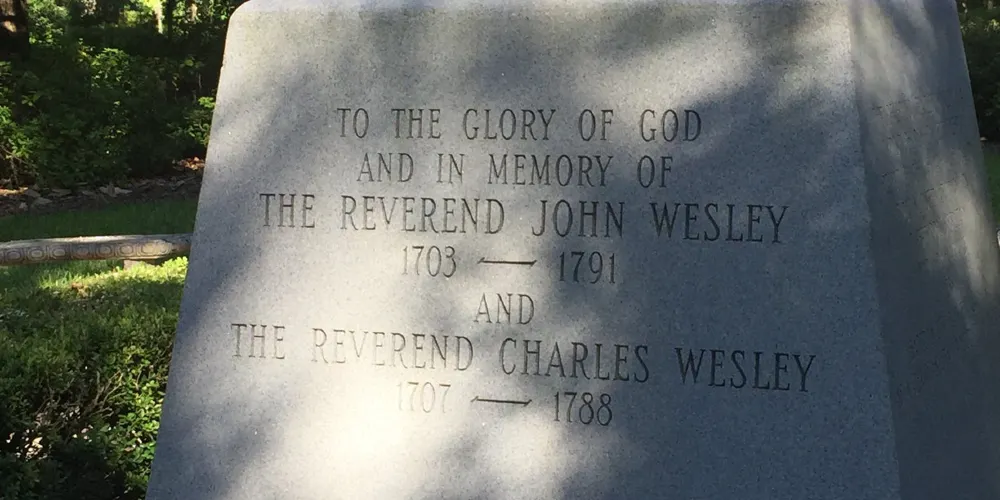 TO THE GLORY OF GOD
AND IN MEMORY OF
THE REVEREND JOHN WESLEY
1703 — 1791
AND
THE REVEREND CHARLES WESLEY
1707 — 1788